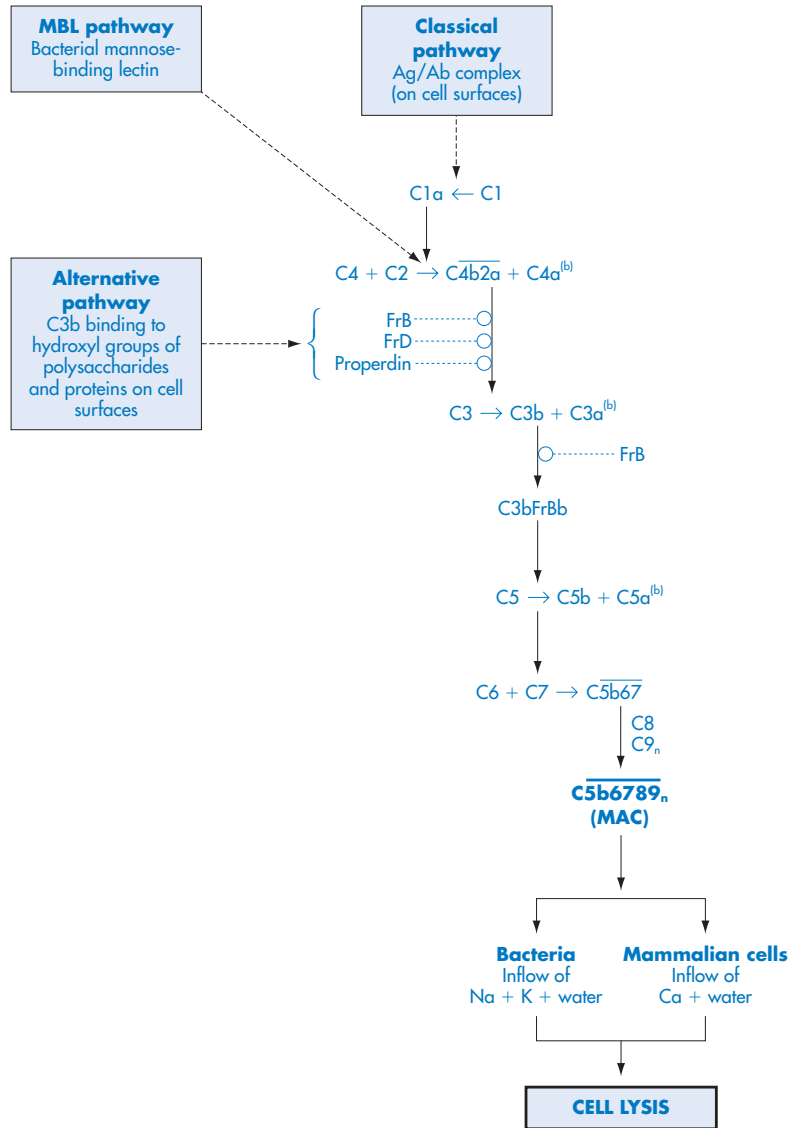 MBL pathway
Bacterial mannose-
binding lectin
Classical
pathway
Ag/Ab complex
(on cell surfaces)
C1a ← C1
C4 + C2 → C4b2a + C4a(b)
Alternative
pathway
C3b binding to
hydroxyl groups of
polysaccharides
and proteins on cell
surfaces
FrB
FrD
Properdin
C3 → C3b + C3a(b)
FrB
C3bFrBb
C5 → C5b + C5a(b)
C6 + C7 → C5b67
C8
C9n
C5b6789n
(MAC)
Bacteria
Inflow of
Na + K + water
Mammalian cells
Inflow of
Ca + water
CELL LYSIS